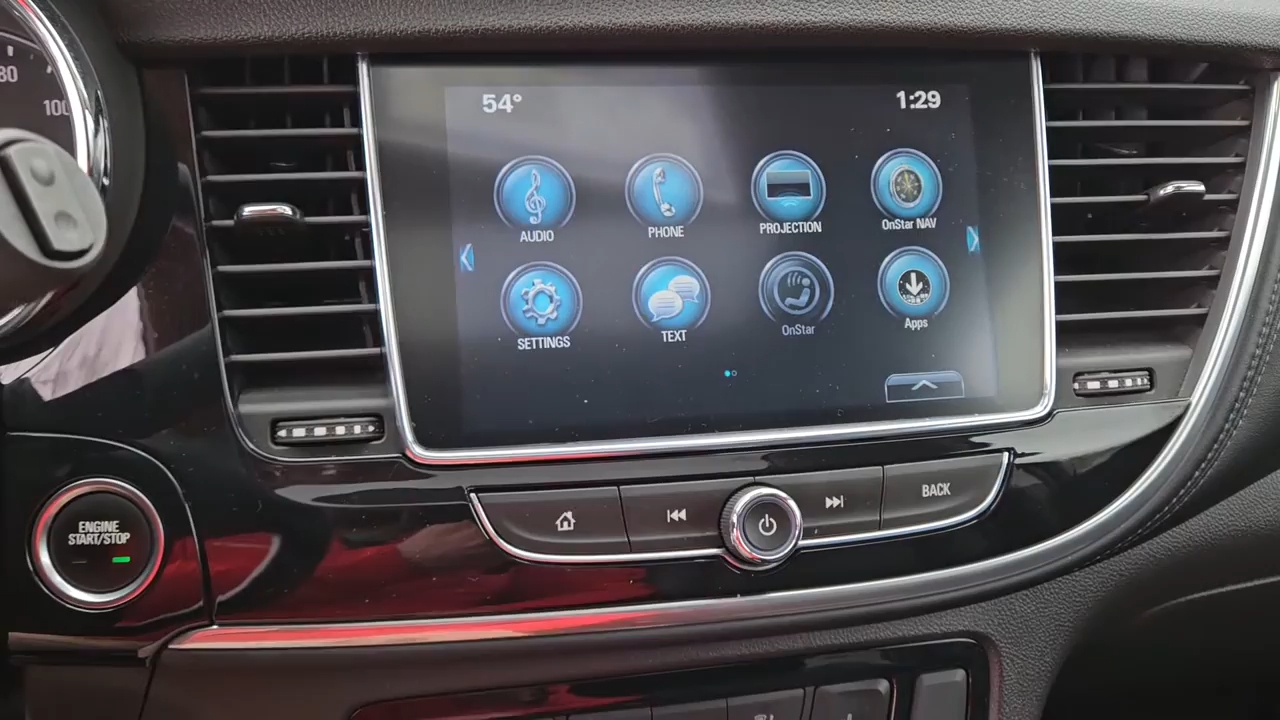 80
100
54°
1:29
AUDIO
PHONE
PROJECTION
OnStar NAV
SETTINGS
TEXT
OnStar
Apps
BACK
ENGINE
START/STOP